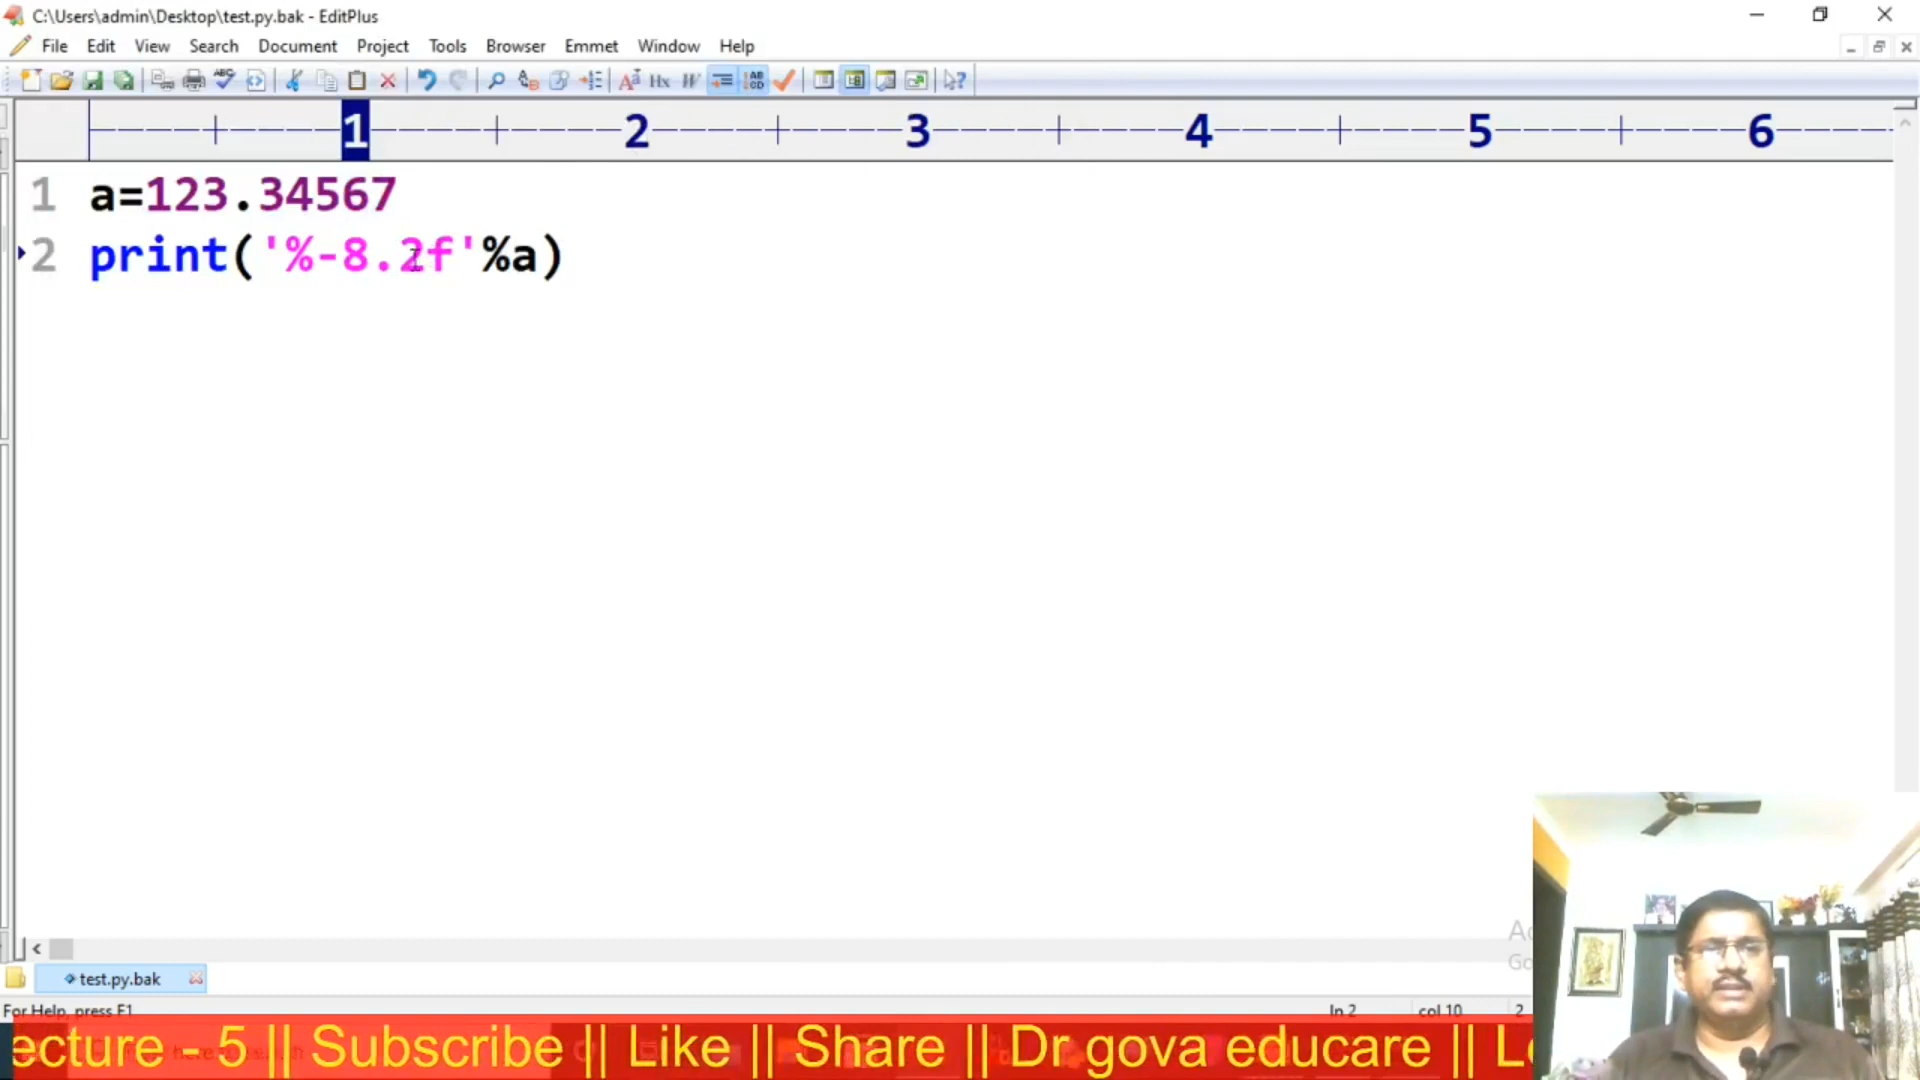 C:\Users\admin\Desktop\test.py.bak - EditPlus
File Edit View Search Document Project Tools Browser Emmet Window Help
1 2 3 4 5 6
1 a=123.34567
2 print('%-8.2f'%a)
test.py.bak
For Help, press F1 ln 2 col 10 2
ecture - 5 || Subscribe || Like || Share || Dr gova educare ||